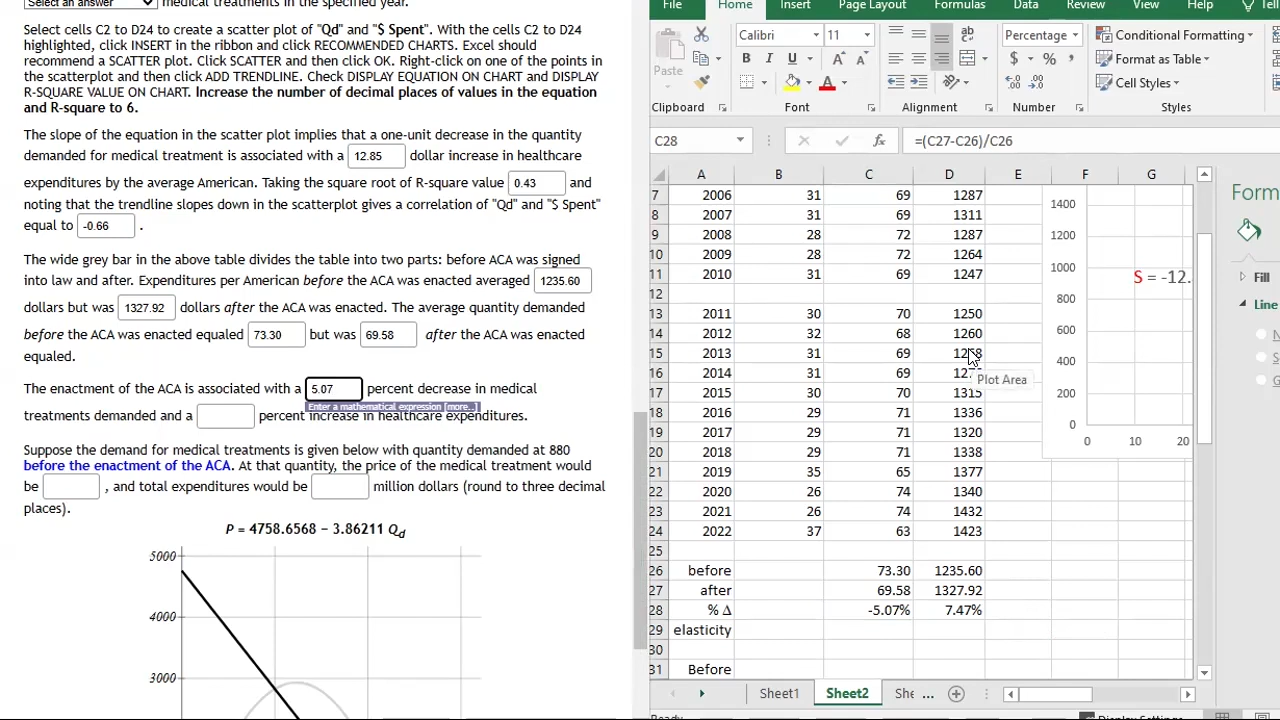 Select an answer medical treatments in the specified year.
Select cells C2 to D24 to create a scatter plot of "Qd" and "$ Spent". With the cells C2 to D24
highlighted, click INSERT in the ribben and click RECOMMENDED CHARTS. Excel should
recommend a SCATTER plot. Click SCATTER and then click OK. Right-click on one of the points in
the scatterplot and then click ADD TRENDLINE. Check DISPLAY EQUATION ON CHART and DISPLAY
R-SQUARE VALUE ON CHART. Increase the number of decimal places of values in the equation
and R-square to 6.
The slope of the equation in the scatter plot implies that a one-unit decrease in the quantity
demanded for medical treatment is associated with a 12.85 dollar increase in healthcare
expenditures by the average American. Taking the square root of R-square value 0.43 and
noting that the trendline slopes down in the scatterplot gives a correlation of "Qd" and "$ Spent"
equal to -0.66 .
The wide grey bar in the above table divides the table into two parts: before ACA was signed
into law and after. Expenditures per American before the ACA was enacted averaged 1235.60
dollars but was 1327.92 dollars after the ACA was enacted. The average quantity demanded
before the ACA was enacted equaled 73.30 but was 69.58 after the ACA was enacted
equaled.
The enactment of the ACA is associated with a 5.07 percent decrease in medical
Enter a mathematical expression [more..]
treatments demanded and a percent increase in healthcare expenditures.
Suppose the demand for medical treatments is given below with quantity demanded at 880
before the enactment of the ACA. At that quantity, the price of the medical treatment would
be , and total expenditures would be million dollars (round to three decimal
places).
P = 4758.6568 − 3.86211 Qd
5000
4000
3000
File Home Insert Page Layout Formulas Data Review View Help Tell
Paste
Calibri 11
B I U A A
A
ab
Percentage
$ % 9
Conditional Formatting
Format as Table
Cell Styles
Clipboard Font Alignment Number Styles
C28 fx =(C27-C26)/C26
A B C D E F G
7 2006 31 69 1287
8 2007 31 69 1311
9 2008 28 72 1287
10 2009 28 72 1264
11 2010 31 69 1247
12
13 2011 30 70 1250
14 2012 32 68 1260
15 2013 31 69
16 2014 31 69
17 2015 30 70 1315
18 2016 29 71 1336
19 2017 29 71 1320
20 2018 29 71 1338
21 2019 35 65 1377
22 2020 26 74 1340
23 2021 26 74 1432
24 2022 37 63 1423
25
26 before 73.30 1235.60
27 after 69.58 1327.92
28 % Δ -5.07% 7.47%
29 elasticity
30
31 Before
Plot Area
1400
1200
1000
800
600
400
200
0
0 10 20
S = -12.
Form
Fill
Line
Sheet1 Sheet2 She ...
Ready Display Settings